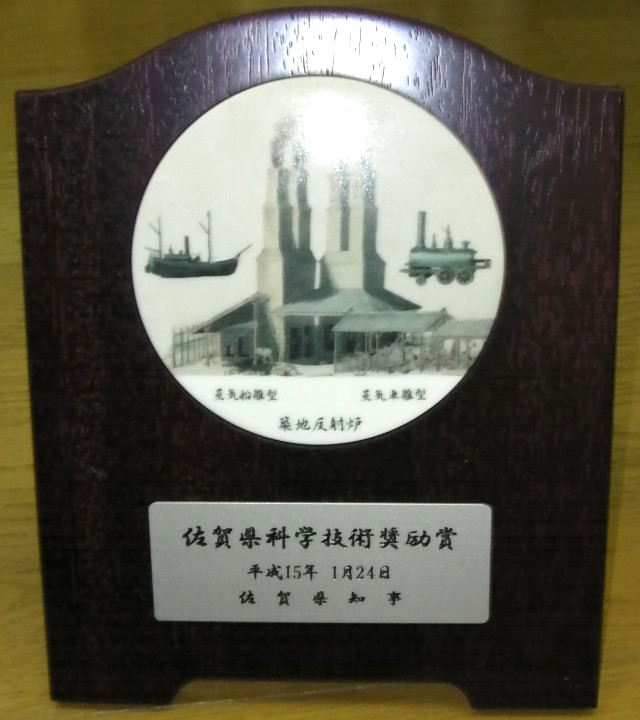 蒸気船雛型 蒸気車雛型
築地反射炉
佐賀県科学技術奨励賞
平成15年 1月24日
佐賀県知事